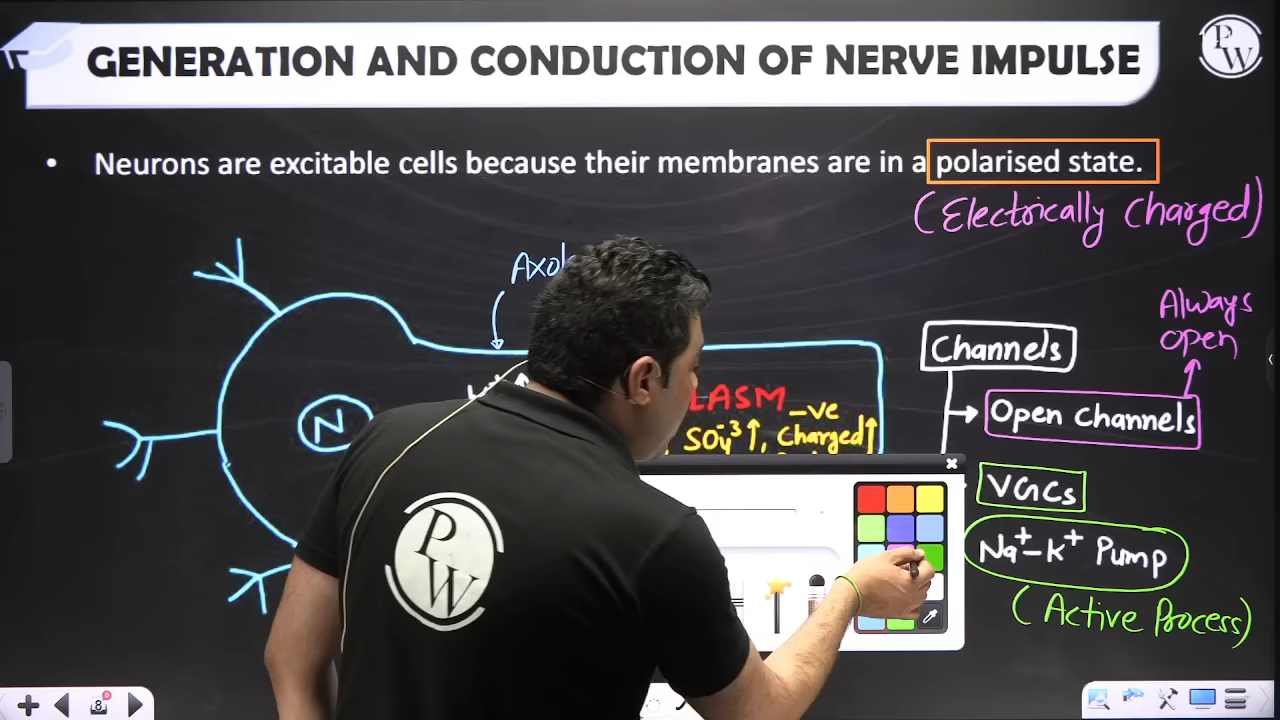 GENERATION AND CONDUCTION OF NERVE IMPULSE
P
W
• Neurons are excitable cells because their membranes are in a polarised state.
(Electrically Charged)
Always
open
Channels
Open Channels
LASM
-ve
SO₄⁻³↑, Charged↑
N
VGCs
Na⁺-K⁺ Pump
(Active Process)
P
W
8